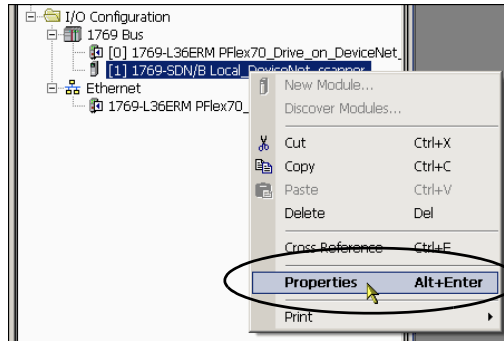 I/O Configuration
1769 Bus
[0] 1769-L36ERM PFlex70_Drive_on_DeviceNet_
[1] 1769-SDN/B Local_DeviceNet_scanner
Ethernet
1769-L36ERM PFlex70_
New Module...
Discover Modules...
Cut Ctrl+X
Copy Ctrl+C
Paste Ctrl+V
Delete Del
Cross Reference Ctrl+E
Properties Alt+Enter
Print